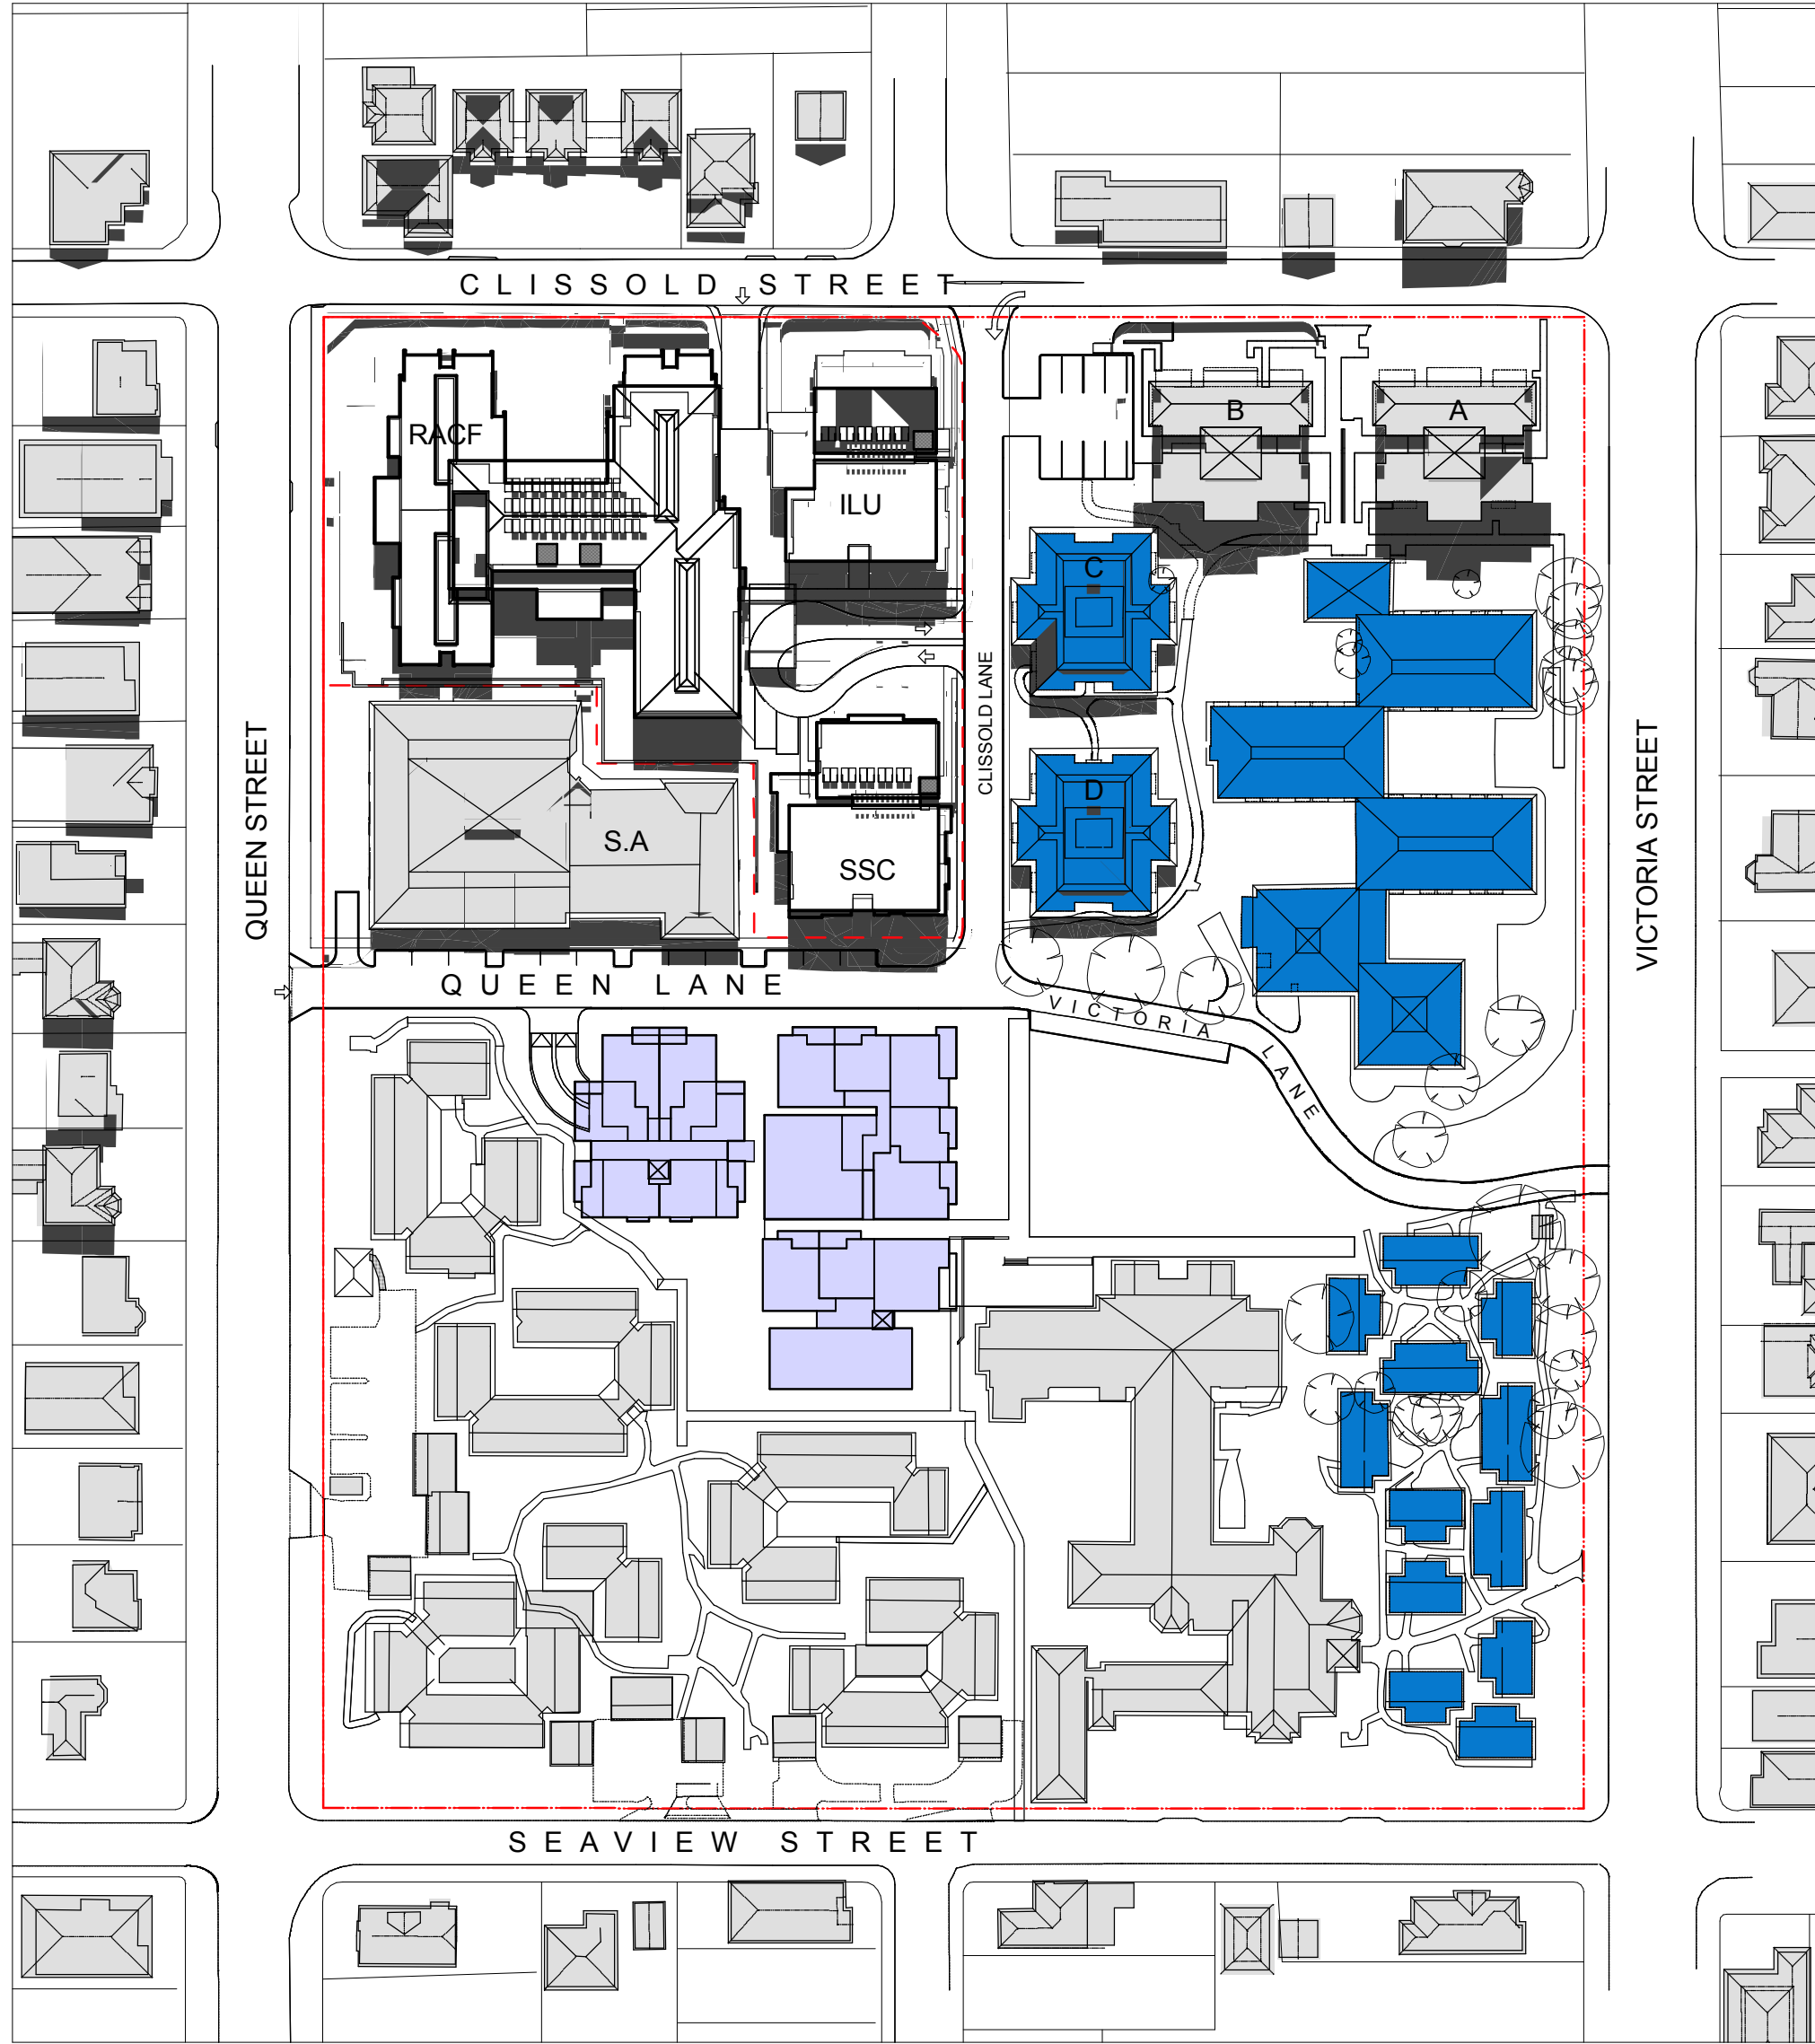 CLISSOLD STREET
B
A
RACF
ILU
C
CLISSOLD LANE
QUEEN STREET
VICTORIA STREET
D
S.A
SSC
QUEEN LANE
VICTORIA LANE
SEAVIEW STREET